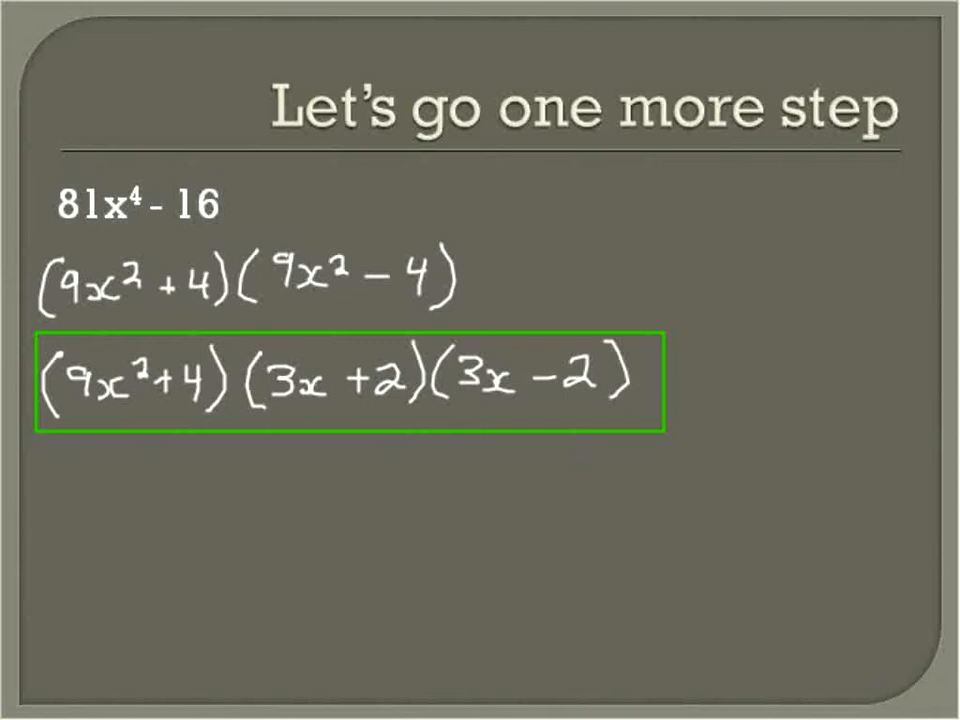 Let's go one more step
81x⁴ - 16
(9x² + 4)(9x² - 4)
(9x² + 4)(3x + 2)(3x - 2)